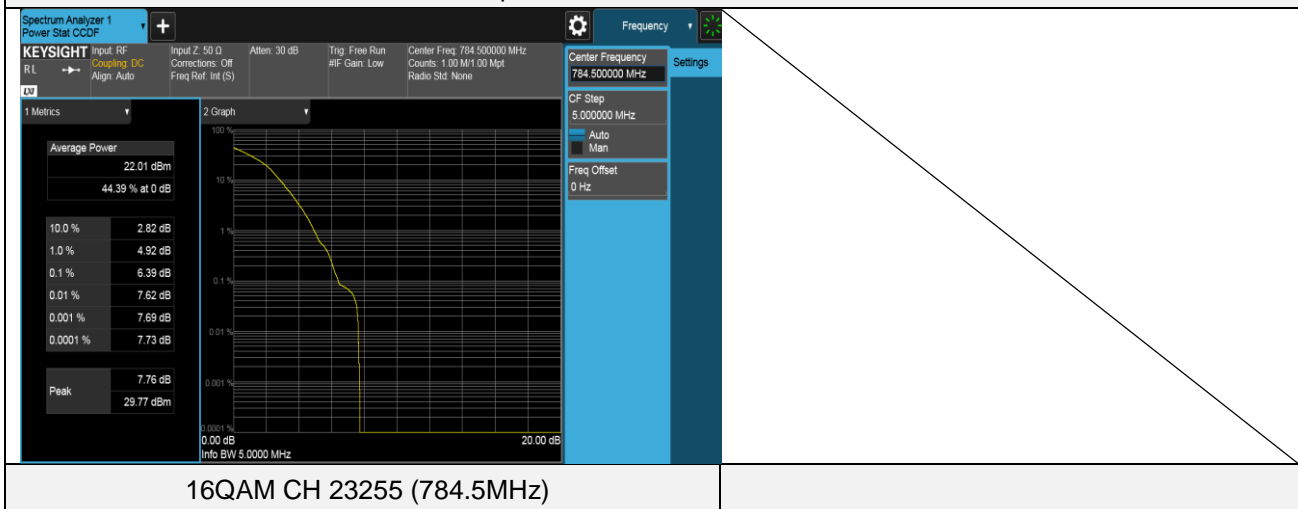 Spectrum Analyzer 1
Power Stat CCDF
Frequency
KEYSIGHT Input: RF Input Z: 50 Ω Atten: 30 dB Trig: Free Run Center Freq: 784.500000 MHz
RL Coupling: DC Corrections: Off #IF Gain: Low Counts: 1.00 M/1.00 Mpt
Align: Auto Freq Ref: Int (S) Radio Std: None
LXI
Center Frequency
784.500000 MHz
Settings
CF Step
5.000000 MHz
Auto
Man
Freq Offset
0 Hz
1 Metrics
Average Power
22.01 dBm
44.39 % at 0 dB
10.0 % 2.82 dB
1.0 % 4.92 dB
0.1 % 6.39 dB
0.01 % 7.62 dB
0.001 % 7.69 dB
0.0001 % 7.73 dB
Peak 7.76 dB
29.77 dBm
2 Graph
100 %
10 %
1 %
0.1 %
0.01 %
0.001 %
0.0001 %
0.00 dB 20.00 dB
Info BW 5.0000 MHz
16QAM CH 23255 (784.5MHz)